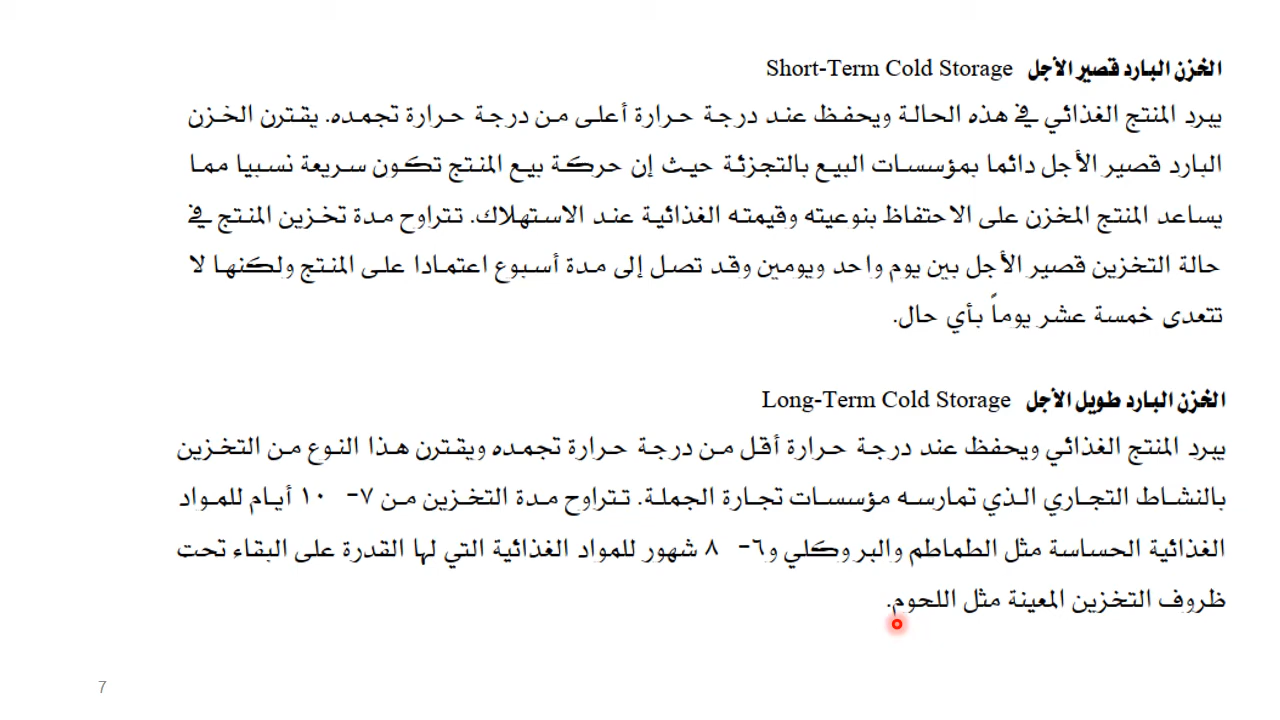 الخزن البارد قصير الأجل Short-Term Cold Storage
يبرد المنتج الغذائي في هذه الحالة ويحفظ عند درجة حرارة أعلى من درجة حرارة تجمده. يقترن الخزن
البارد قصير الأجل دائما بمؤسسات البيع بالتجزئة حيث إن حركة بيع المنتج تكون سريعة نسبيا مما
يساعد المنتج المخزن على الاحتفاظ بنوعيته وقيمته الغذائية عند الاستهلاك. تتراوح مدة تخزين المنتج في
حالة التخزين قصير الأجل بين يوم واحد ويومين وقد تصل إلى مدة أسبوع اعتمادا على المنتج ولكنها لا
تتعدى خمسة عشر يوماً بأي حال.
الخزن البارد طويل الأجل Long-Term Cold Storage
يبرد المنتج الغذائي ويحفظ عند درجة حرارة أقل من درجة حرارة تجمده ويقترن هذا النوع من التخزين
بالنشاط التجاري الذي تمارسه مؤسسات تجارة الجملة. تتراوح مدة التخزين من ٧- ١٠ أيام للمواد
الغذائية الحساسة مثل الطماطم والبروكلي و٦- ٨ شهور للمواد الغذائية التي لها القدرة على البقاء تحت
ظروف التخزين المعينة مثل اللحوم.
7